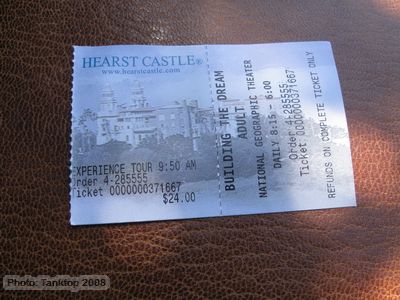 HEARST CASTLE®
www.hearstcastle.com
XPERIENCE TOUR 9:50 AM
rder 4-285555
icket 0000000371667
$24.00
BUILDING THE DREAM
ADULT
NATIONAL GEOGRAPHIC THEATER
DAILY 8:15 - 6:00
Order 4-285555
Ticket 0000000371667
REFUNDS ON COMPLETE TICKET ONLY
Photo: Tanktop 2008